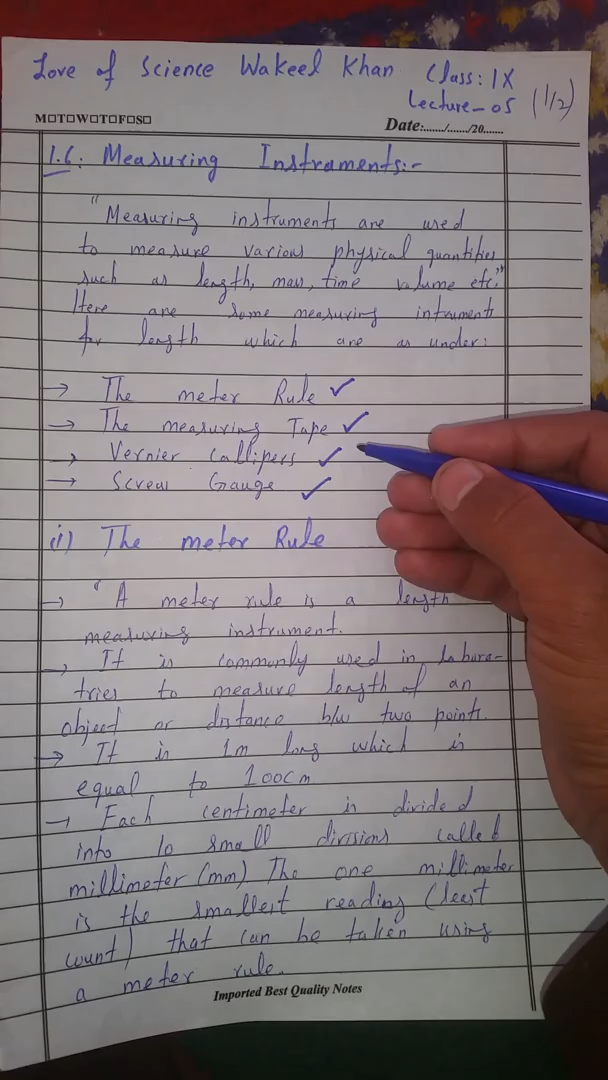 Love of Science Wakeel Khan Class: IX
Lecture-05 (1/2)
M□T□W□T□F□S□
Date:......./......./20.......
1.6: Measuring Instraments:-
"Measuring instruments are used
to measure various physical quantities
such as length, mass, time volume etc."
Here are some measuring intruments
for length which are as under:
→ The meter Rule ✓
→ The measuring Tape ✓
→ Vernier Callipers ✓
→ Screw Gauge ✓
(i) The meter Rule
→ "A meter rule is a length
measuring instrument.
→ It is commonly used in labora-
tries to measure length of an
object or distance b/w two points.
→ It is 1m long which is
equal to 100cm
→ Each centimeter is divided
into 10 small divisions called
millimeter (mm) The one millimeter
is the smallest reading (leest
count) that can be taken using
a meter rule.
Imported Best Quality Notes